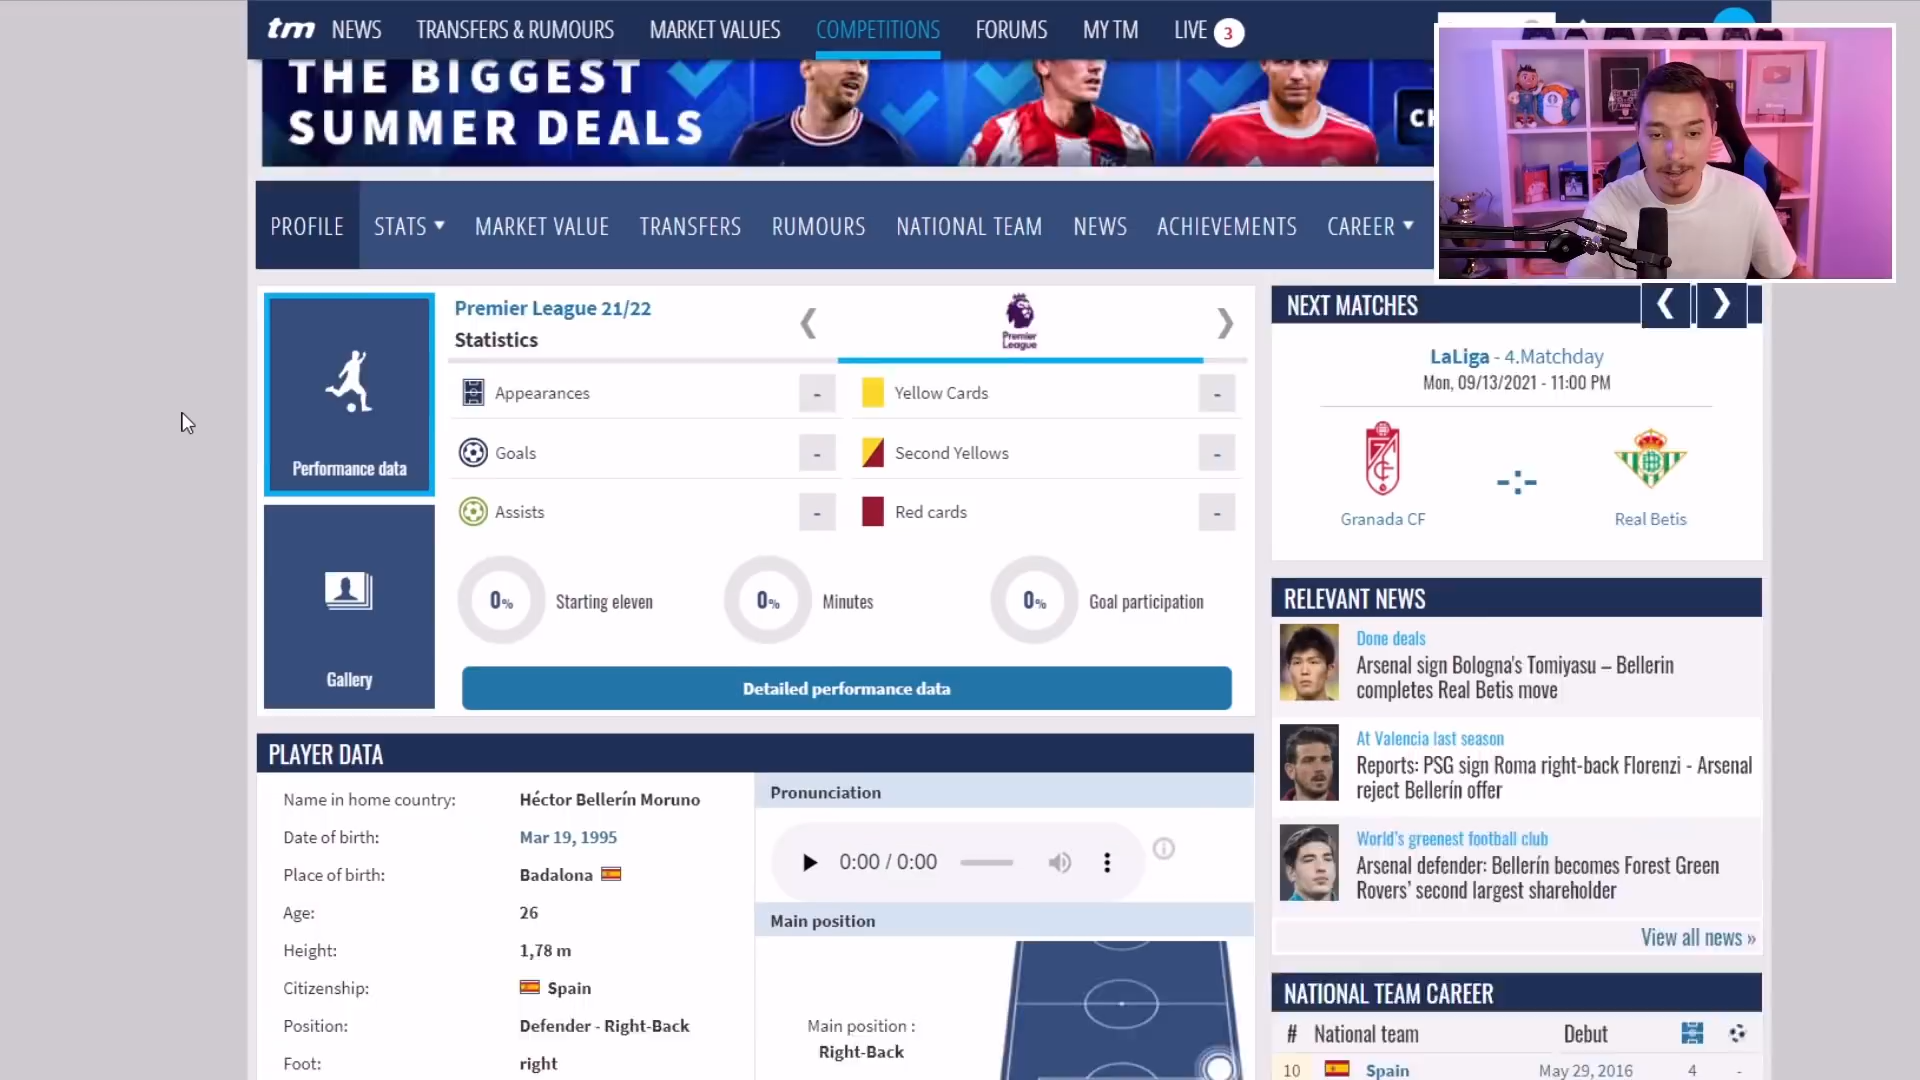 tm NEWS TRANSFERS & RUMOURS MARKET VALUES COMPETITIONS FORUMS MY TM LIVE 3
THE BIGGEST
SUMMER DEALS
PROFILE STATS MARKET VALUE TRANSFERS RUMOURS NATIONAL TEAM NEWS ACHIEVEMENTS CAREER
Performance data
Gallery
Premier League 21/22
Statistics
Premier
League
Appearances - Yellow Cards -
Goals - Second Yellows -
Assists - Red cards -
0% Starting eleven 0% Minutes 0% Goal participation
Detailed performance data
PLAYER DATA
Name in home country: Héctor Bellerín Moruno
Date of birth: Mar 19, 1995
Place of birth: Badalona
Age: 26
Height: 1,78 m
Citizenship: Spain
Position: Defender - Right-Back
Foot: right
Pronunciation
0:00 / 0:00
Main position
Main position :
Right-Back
NEXT MATCHES
LaLiga - 4.Matchday
Mon, 09/13/2021 - 11:00 PM
-:-
Granada CF Real Betis
RELEVANT NEWS
Done deals
Arsenal sign Bologna's Tomiyasu – Bellerin
completes Real Betis move
At Valencia last season
Reports: PSG sign Roma right-back Florenzi - Arsenal
reject Bellerín offer
World's greenest football club
Arsenal defender: Bellerín becomes Forest Green
Rovers' second largest shareholder
View all news »
NATIONAL TEAM CAREER
# National team Debut
10 Spain May 29, 2016 4 -